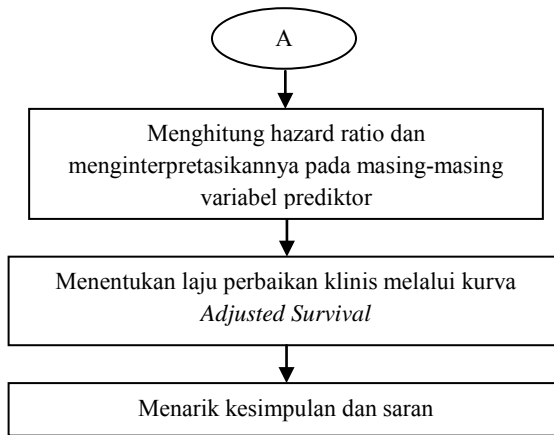 A
Menghitung hazard ratio dan
menginterpretasikannya pada masing-masing
variabel prediktor
Menentukan laju perbaikan klinis melalui kurva
Adjusted Survival
Menarik kesimpulan dan saran